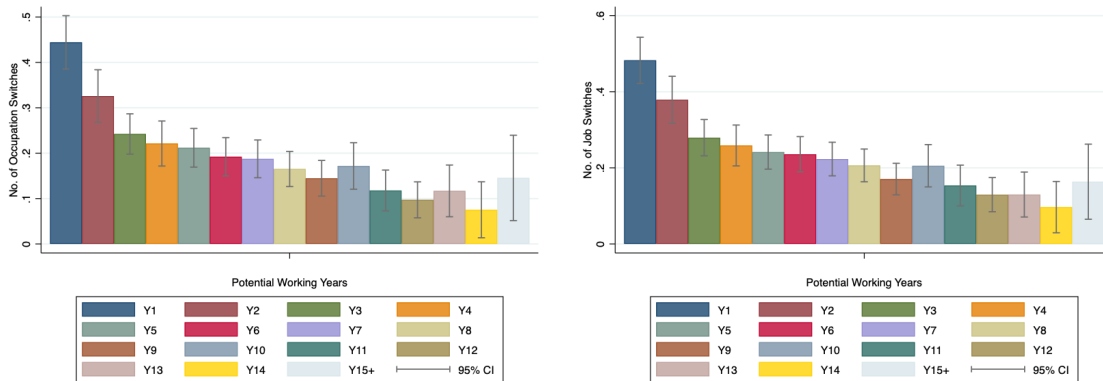 No. of Occupation Switches
.5
.4
.3
.2
.1
0
Potential Working Years
Y1 Y2 Y3 Y4
Y5 Y6 Y7 Y8
Y9 Y10 Y11 Y12
Y13 Y14 Y15+ 95% CI
No. of Job Switches
.6
.4
.2
0
Potential Working Years
Y1 Y2 Y3 Y4
Y5 Y6 Y7 Y8
Y9 Y10 Y11 Y12
Y13 Y14 Y15+ 95% CI